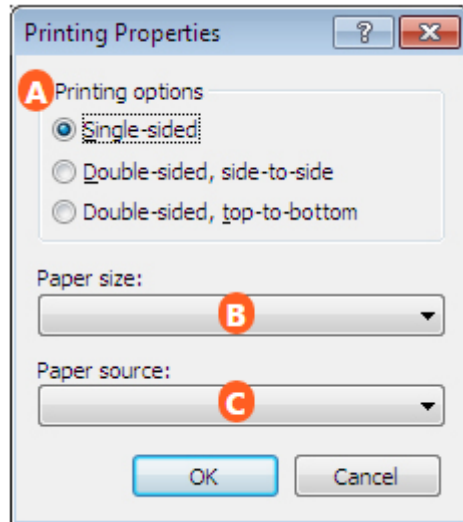 Printing Properties
?
A Printing options
Single-sided
Double-sided, side-to-side
Double-sided, top-to-bottom
Paper size:
B
Paper source:
C
OK Cancel